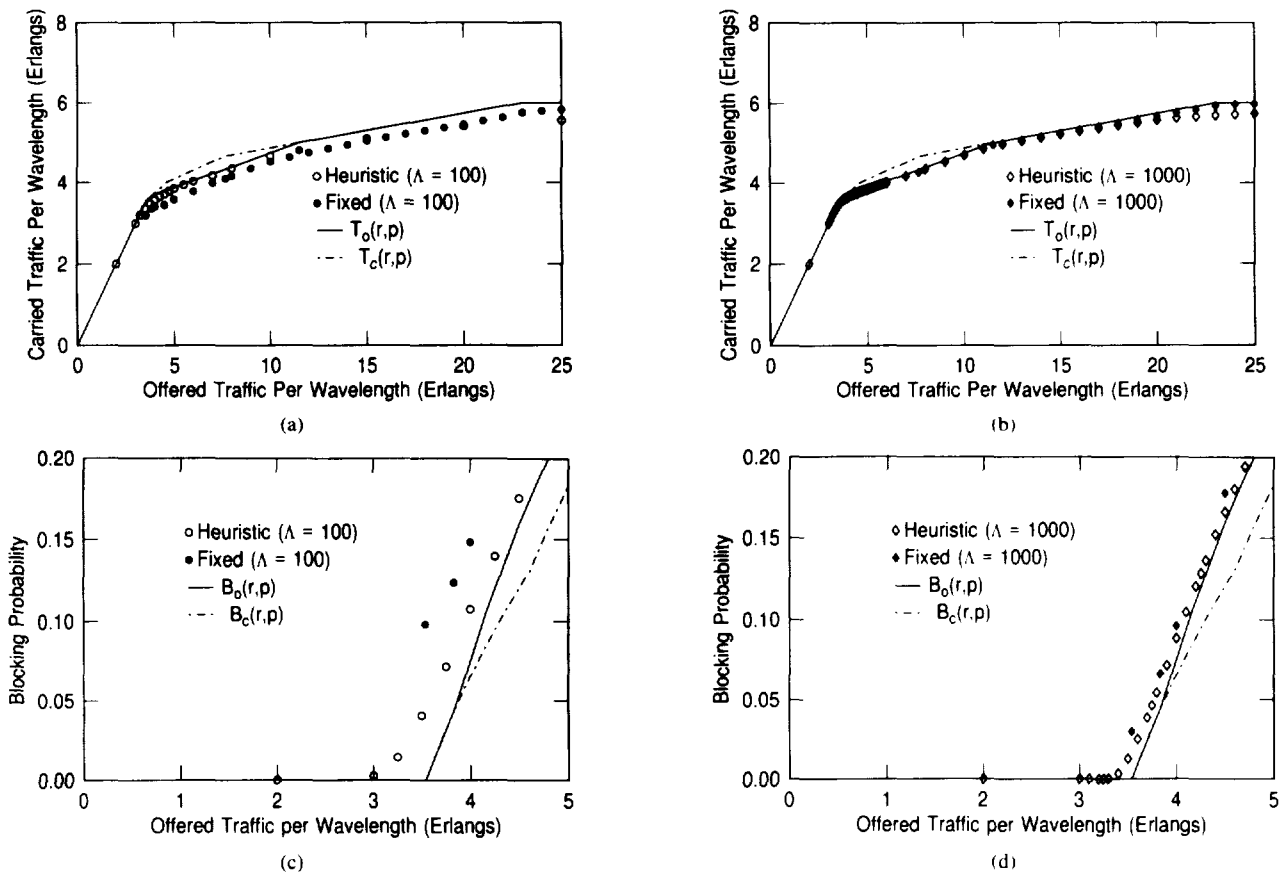 8
6
4
2
0
Carried Traffic Per Wavelength (Erlangs)
Heuristic (Λ = 100)
Fixed (Λ = 100)
T₀(r,p)
T_c(r,p)
0 5 10 15 20 25
Offered Traffic Per Wavelength (Erlangs)
(a)
8
6
4
2
0
Carried Traffic Per Wavelength (Erlangs)
Heuristic (Λ = 1000)
Fixed (Λ = 1000)
T₀(r,p)
T_c(r,p)
0 5 10 15 20 25
Offered Traffic Per Wavelength (Erlangs)
(b)
0.20
0.15
0.10
0.05
0.00
Blocking Probability
Heuristic (Λ = 100)
Fixed (Λ = 100)
B₀(r,p)
B_c(r,p)
0 1 2 3 4 5
Offered Traffic per Wavelength (Erlangs)
(c)
0.20
0.15
0.10
0.05
0.00
Blocking Probability
Heuristic (Λ = 1000)
Fixed (Λ = 1000)
B₀(r,p)
B_c(r,p)
0 1 2 3 4 5
Offered Traffic per Wavelength (Erlangs)
(d)